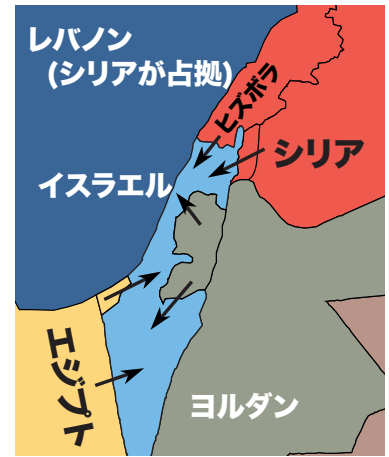 レバノン
(シリアが占拠)
ヒズボラ
シリア
イスラエル
エジプト
ヨルダン